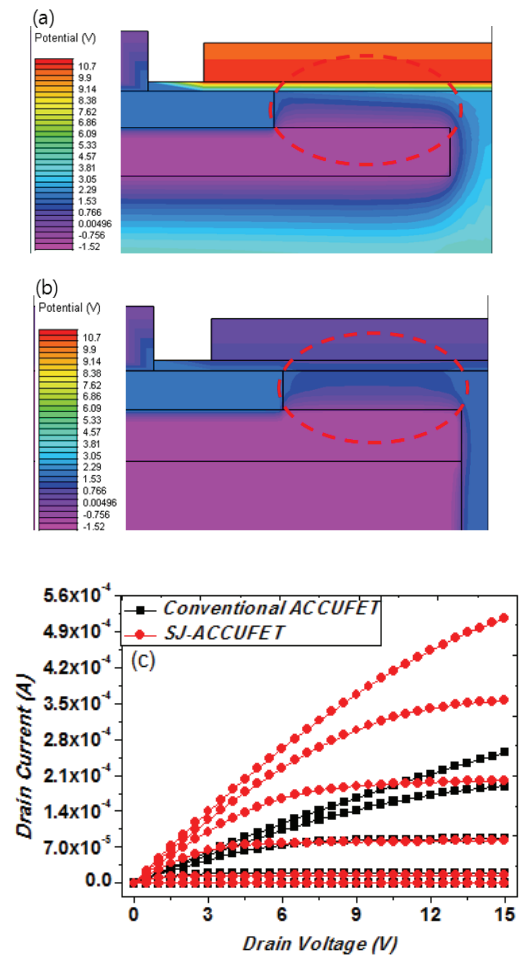 (a)
Potential (V)
10.7
9.9
9.14
8.38
7.62
6.86
6.09
5.33
4.57
3.81
3.05
2.29
1.53
0.766
0.00496
-0.756
-1.52
(b)
Potential (V)
10.7
9.9
9.14
8.38
7.62
6.86
6.09
5.33
4.57
3.81
3.05
2.29
1.53
0.766
0.00496
-0.756
-1.52
5.6x10⁻⁴
4.9x10⁻⁴
4.2x10⁻⁴
3.5x10⁻⁴
2.8x10⁻⁴
2.1x10⁻⁴
1.4x10⁻⁴
7.0x10⁻⁵
0.0
Drain Current (A)
Conventional ACCUFET
SJ-ACCUFET
(c)
0 3 6 9 12 15
Drain Voltage (V)